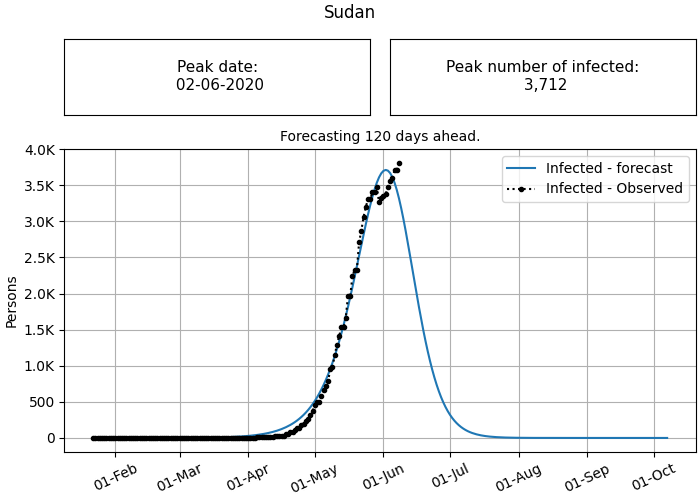 Sudan
Peak date:
02-06-2020
Peak number of infected:
3,712
Forecasting 120 days ahead.
4.0K
3.5K
3.0K
2.5K
2.0K
1.5K
1.0K
500
0
Persons
Infected - forecast
Infected - Observed
01-Feb
01-Mar
01-Apr
01-May
01-Jun
01-Jul
01-Aug
01-Sep
01-Oct